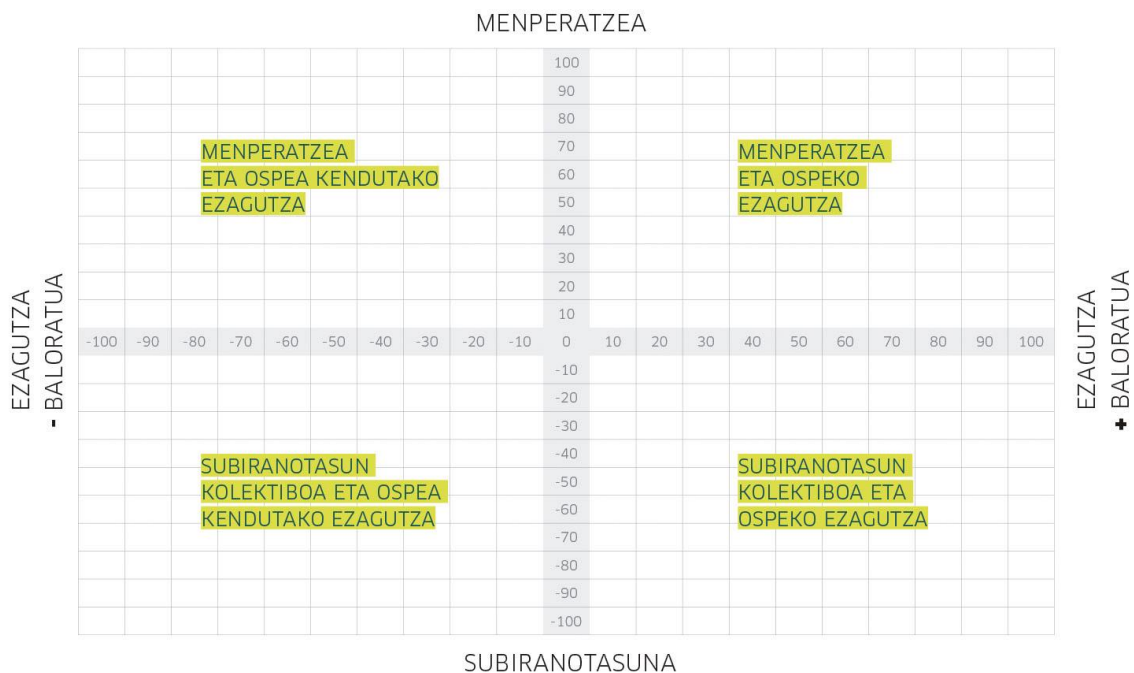 MENPERATZEA
100
90
80
70
60
50
40
30
20
10
MENPERATZEA
ETA OSPEA KENDUTAKO
EZAGUTZA
MENPERATZEA
ETA OSPEKO
EZAGUTZA
EZAGUTZA
- BALORATUA
-100 -90 -80 -70 -60 -50 -40 -30 -20 -10 0 10 20 30 40 50 60 70 80 90 100
EZAGUTZA
+ BALORATUA
-10
-20
-30
-40
-50
-60
-70
-80
-90
-100
SUBIRANOTASUN
KOLEKTIBOA ETA OSPEA
KENDUTAKO EZAGUTZA
SUBIRANOTASUN
KOLEKTIBOA ETA
OSPEKO EZAGUTZA
SUBIRANOTASUNA